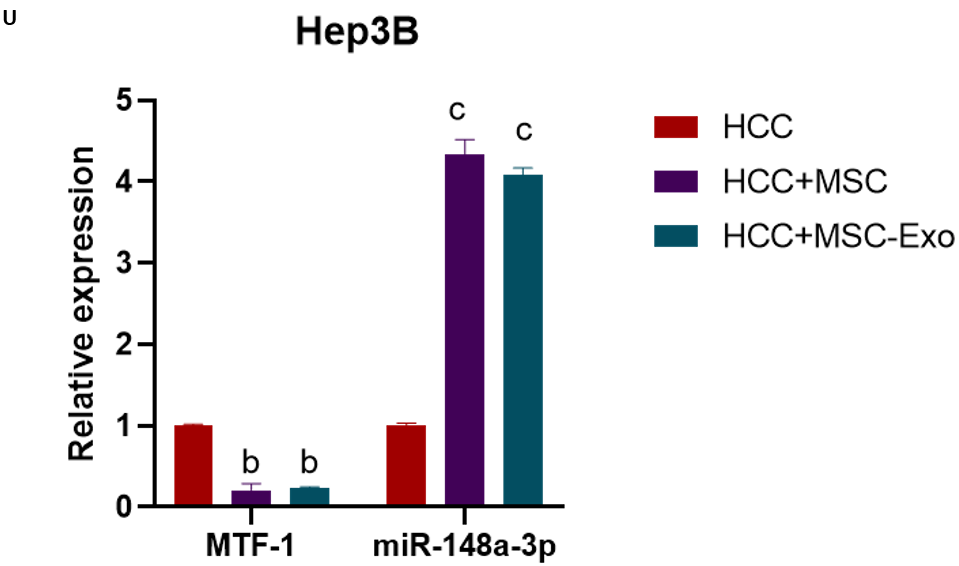 U
Hep3B
Relative expression
5
4
3
2
1
0
b
b
c
c
MTF-1
miR-148a-3p
HCC
HCC+MSC
HCC+MSC-Exo